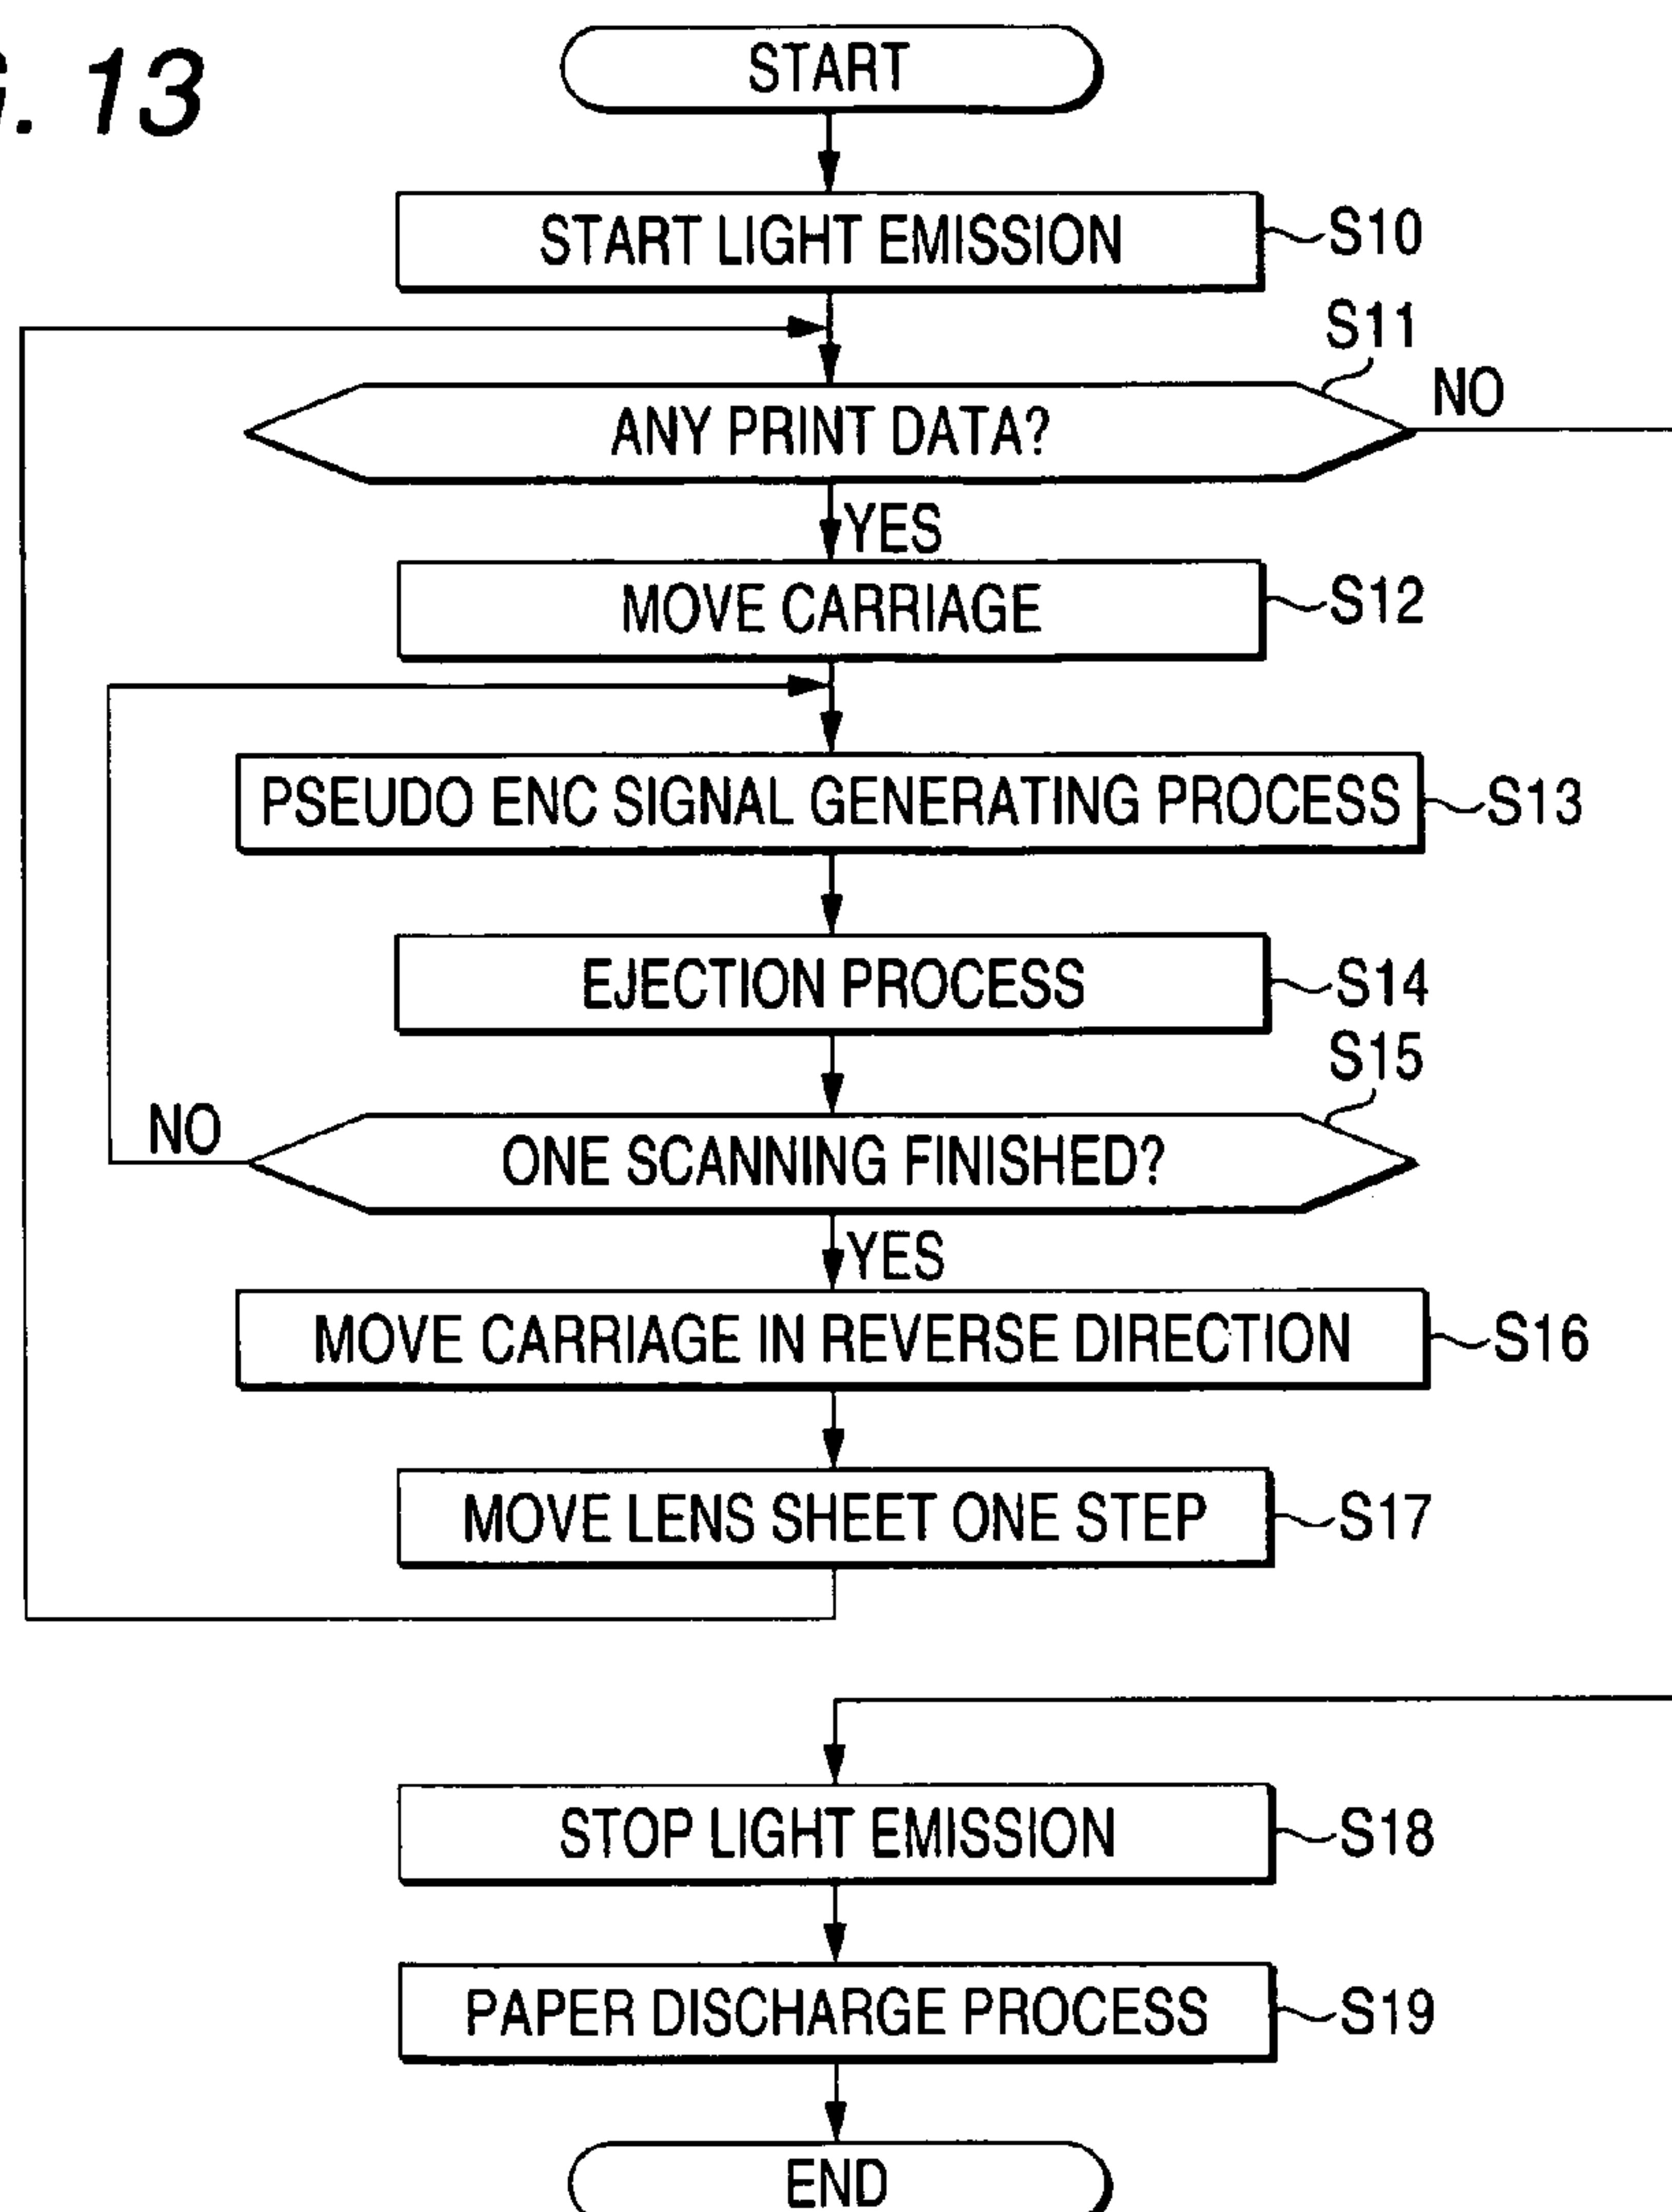 G. 13
START
START LIGHT EMISSION
S10
S11
ANY PRINT DATA?
NO
YES
MOVE CARRIAGE
S12
PSEUDO ENC SIGNAL GENERATING PROCESS
S13
EJECTION PROCESS
S14
S15
NO
ONE SCANNING FINISHED?
YES
MOVE CARRIAGE IN REVERSE DIRECTION
S16
MOVE LENS SHEET ONE STEP
S17
STOP LIGHT EMISSION
S18
PAPER DISCHARGE PROCESS
S19
END